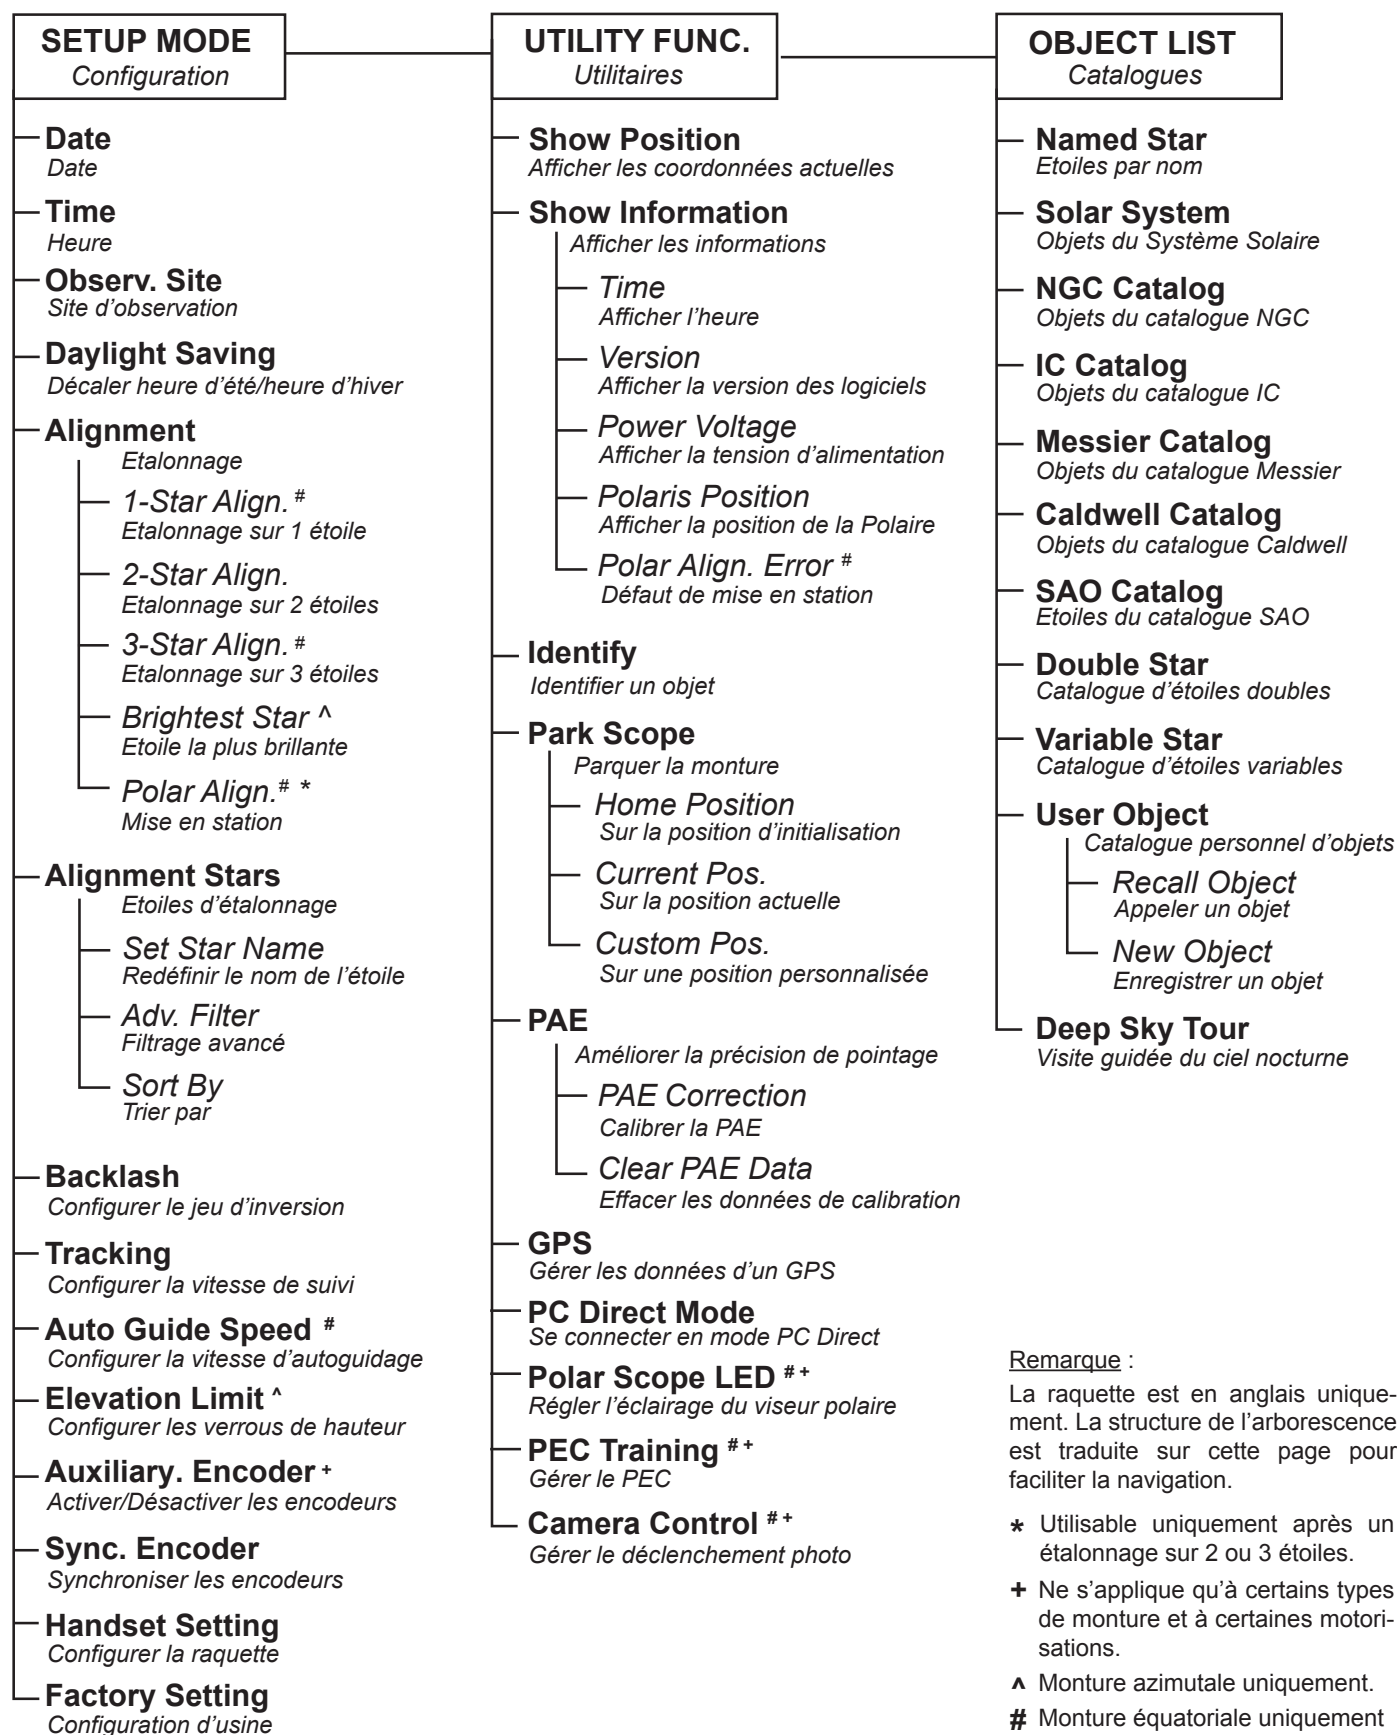 SETUP MODE
Configuration
Date
Date
Time
Heure
Observ. Site
Site d'observation
Daylight Saving
Décaler heure d'été/heure d'hiver
Alignment
Etalonnage
1-Star Align. #
Etalonnage sur 1 étoile
2-Star Align.
Etalonnage sur 2 étoiles
3-Star Align. #
Etalonnage sur 3 étoiles
Brightest Star ^
Etoile la plus brillante
Polar Align.# *
Mise en station
Alignment Stars
Etoiles d'étalonnage
Set Star Name
Redéfinir le nom de l'étoile
Adv. Filter
Filtrage avancé
Sort By
Trier par
Backlash
Configurer le jeu d'inversion
Tracking
Configurer la vitesse de suivi
Auto Guide Speed #
Configurer la vitesse d'autoguidage
Elevation Limit ^
Configurer les verrous de hauteur
Auxiliary. Encoder +
Activer/Désactiver les encodeurs
Sync. Encoder
Synchroniser les encodeurs
Handset Setting
Configurer la raquette
Factory Setting
Configuration d'usine
UTILITY FUNC.
Utilitaires
Show Position
Afficher les coordonnées actuelles
Show Information
Afficher les informations
Time
Afficher l'heure
Version
Afficher la version des logiciels
Power Voltage
Afficher la tension d'alimentation
Polaris Position
Afficher la position de la Polaire
Polar Align. Error #
Défaut de mise en station
Identify
Identifier un objet
Park Scope
Parquer la monture
Home Position
Sur la position d'initialisation
Current Pos.
Sur la position actuelle
Custom Pos.
Sur une position personnalisée
PAE
Améliorer la précision de pointage
PAE Correction
Calibrer la PAE
Clear PAE Data
Effacer les données de calibration
GPS
Gérer les données d'un GPS
PC Direct Mode
Se connecter en mode PC Direct
Polar Scope LED # +
Régler l'éclairage du viseur polaire
PEC Training # +
Gérer le PEC
Camera Control # +
Gérer le déclenchement photo
OBJECT LIST
Catalogues
Named Star
Etoiles par nom
Solar System
Objets du Système Solaire
NGC Catalog
Objets du catalogue NGC
IC Catalog
Objets du catalogue IC
Messier Catalog
Objets du catalogue Messier
Caldwell Catalog
Objets du catalogue Caldwell
SAO Catalog
Etoiles du catalogue SAO
Double Star
Catalogue d'étoiles doubles
Variable Star
Catalogue d'étoiles variables
User Object
Catalogue personnel d'objets
Recall Object
Appeler un objet
New Object
Enregistrer un objet
Deep Sky Tour
Visite guidée du ciel nocturne
Remarque :
La raquette est en anglais unique-
ment. La structure de l'arborescence
est traduite sur cette page pour
faciliter la navigation.
* Utilisable uniquement après un
étalonnage sur 2 ou 3 étoiles.
+ Ne s'applique qu'à certains types
de monture et à certaines motori-
sations.
^ Monture azimutale uniquement.
# Monture équatoriale uniquement